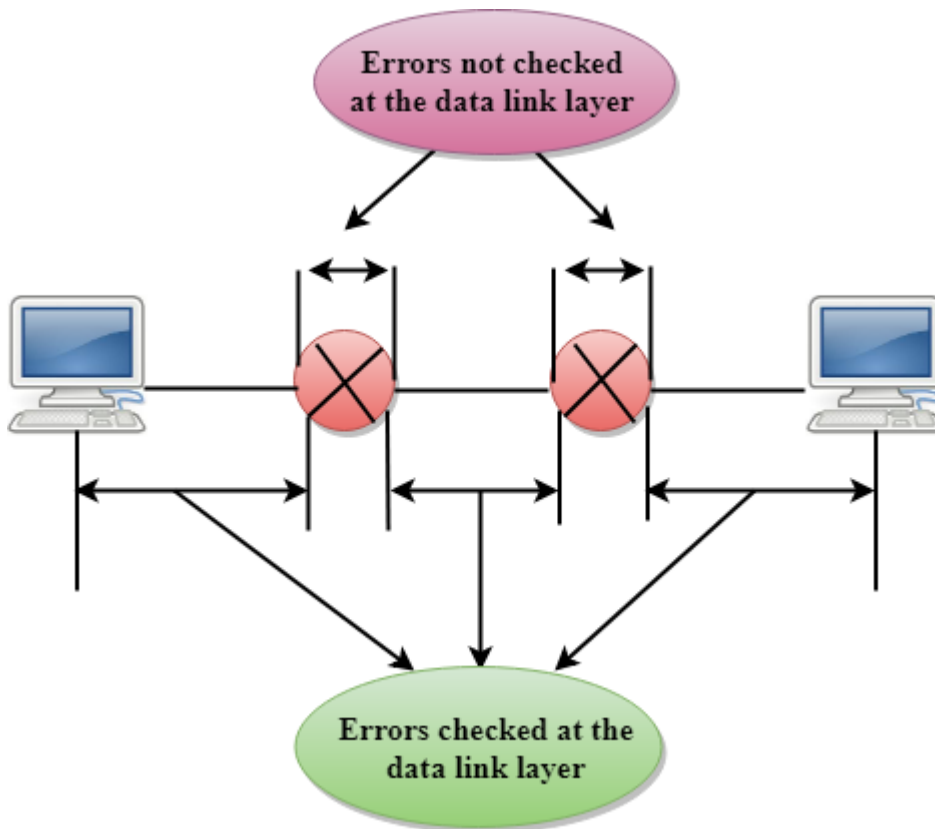 Errors not checked
at the data link layer
Errors checked at the
data link layer